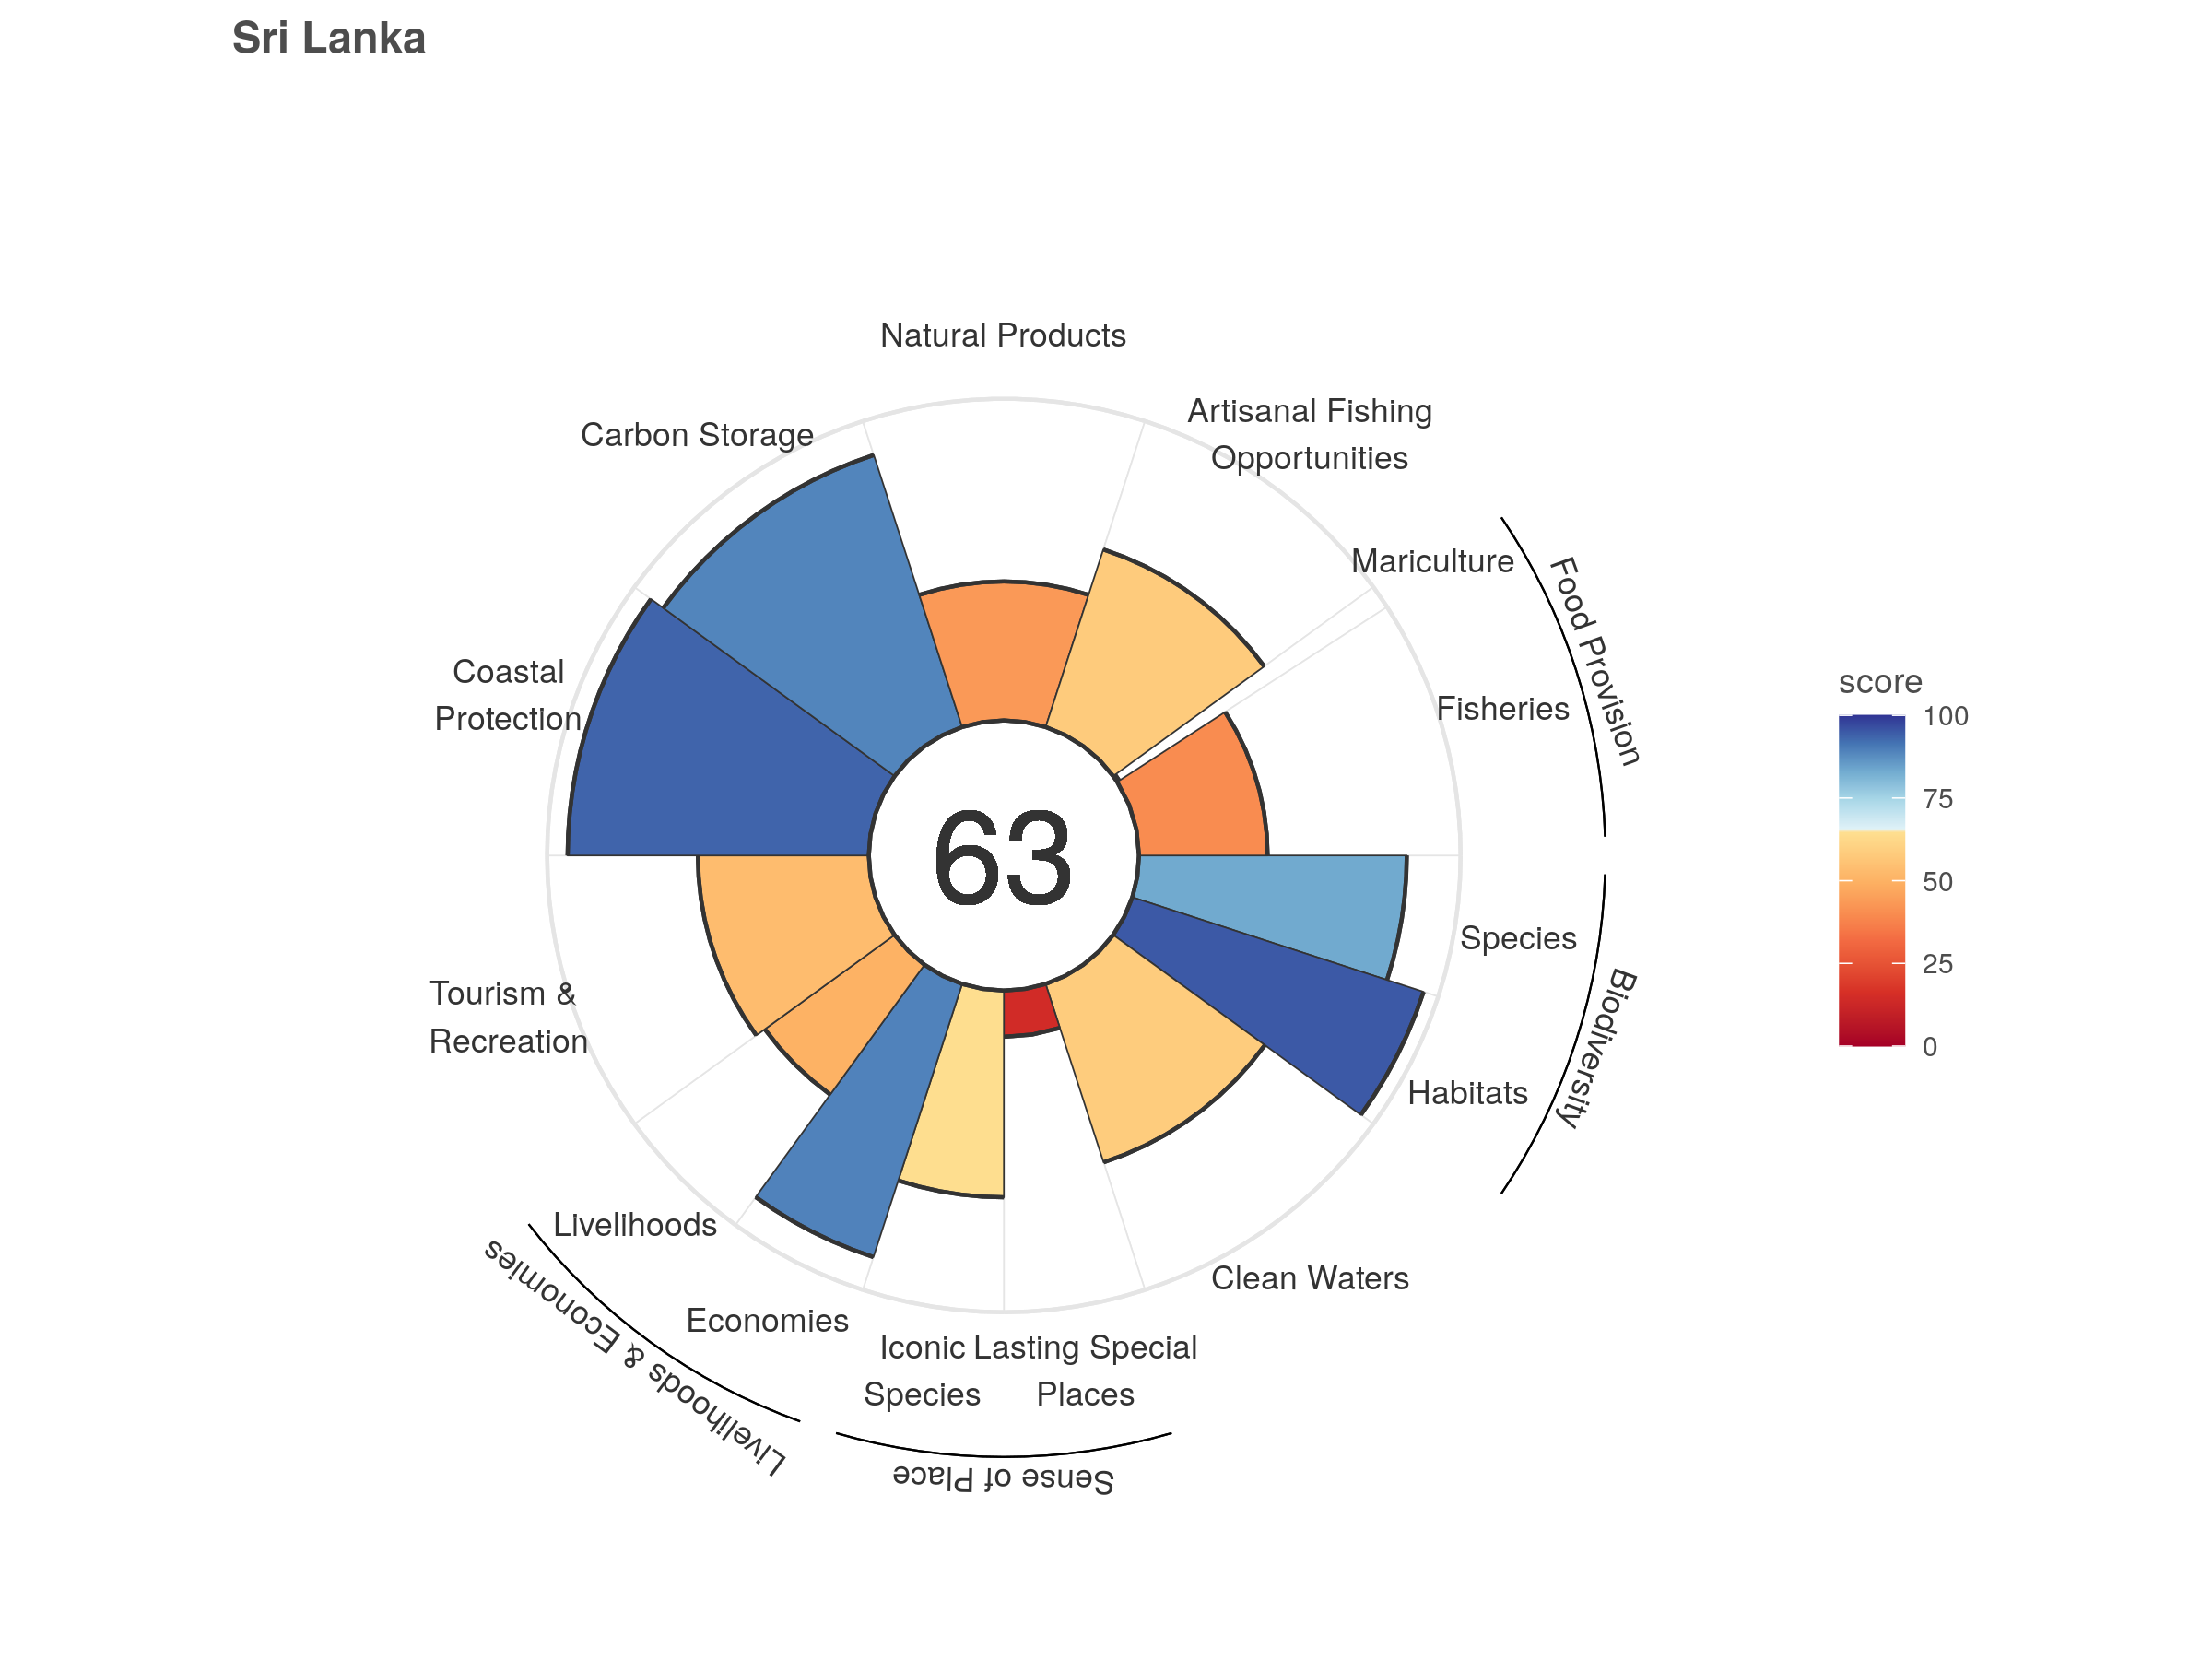 Sri Lanka
Natural Products
Artisanal Fishing
Opportunities
Carbon Storage
Mariculture
Food Provision
Coastal
Protection
Fisheries
63
Species
Tourism &
Recreation
Habitats
Biodiversity
Livelihoods
Clean Waters
Economies
Livelihoods & Economies
Iconic
Species
Lasting Special
Places
Sense of Place
score
100
75
50
25
0